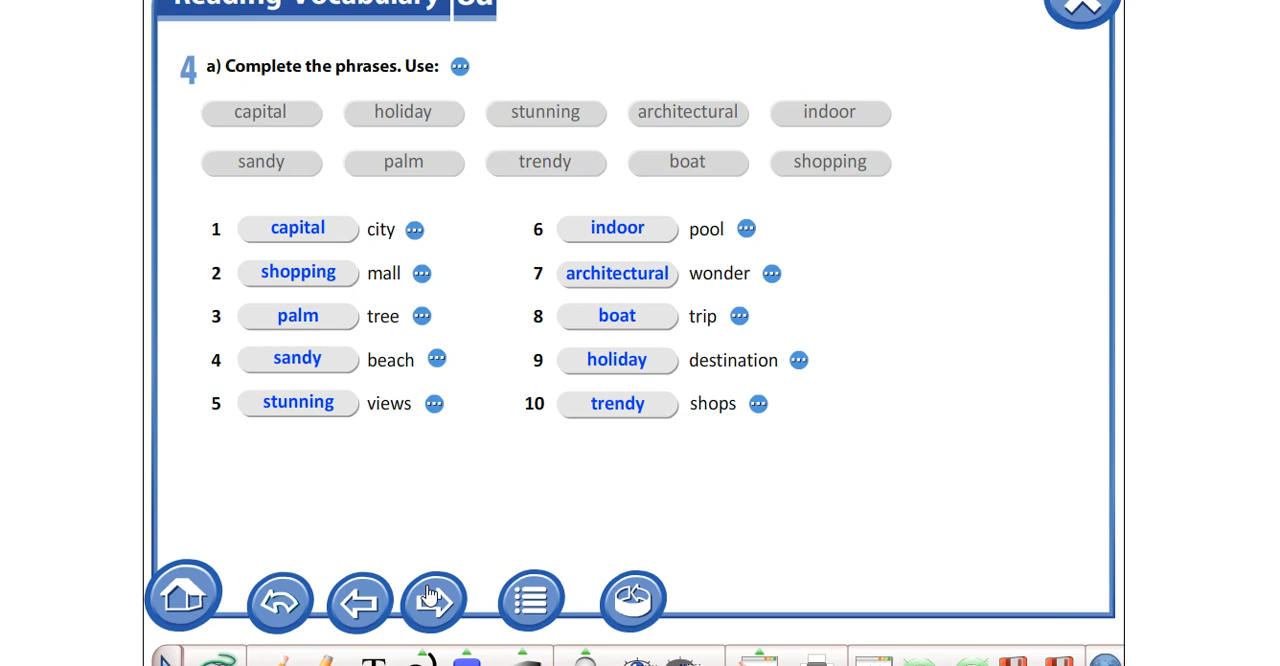 Reading Vocabulary 8a
4 a) Complete the phrases. Use:
capital holiday stunning architectural indoor
sandy palm trendy boat shopping
1 capital city
2 shopping mall
3 palm tree
4 sandy beach
5 stunning views
6 indoor pool
7 architectural wonder
8 boat trip
9 holiday destination
10 trendy shops
T